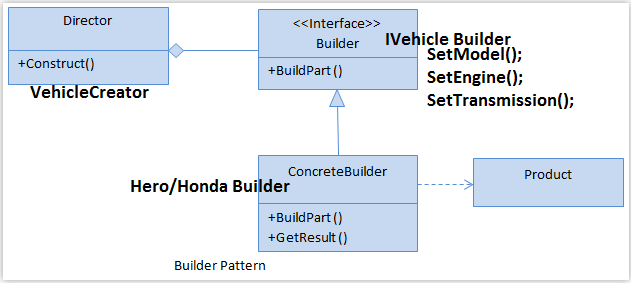 Director
+Construct()
VehicleCreator
<<Interface>>
Builder
+BuildPart()
IVehicle Builder
SetModel();
SetEngine();
SetTransmission();
Hero/Honda Builder
ConcreteBuilder
+BuildPart()
+GetResult()
Product
Builder Pattern